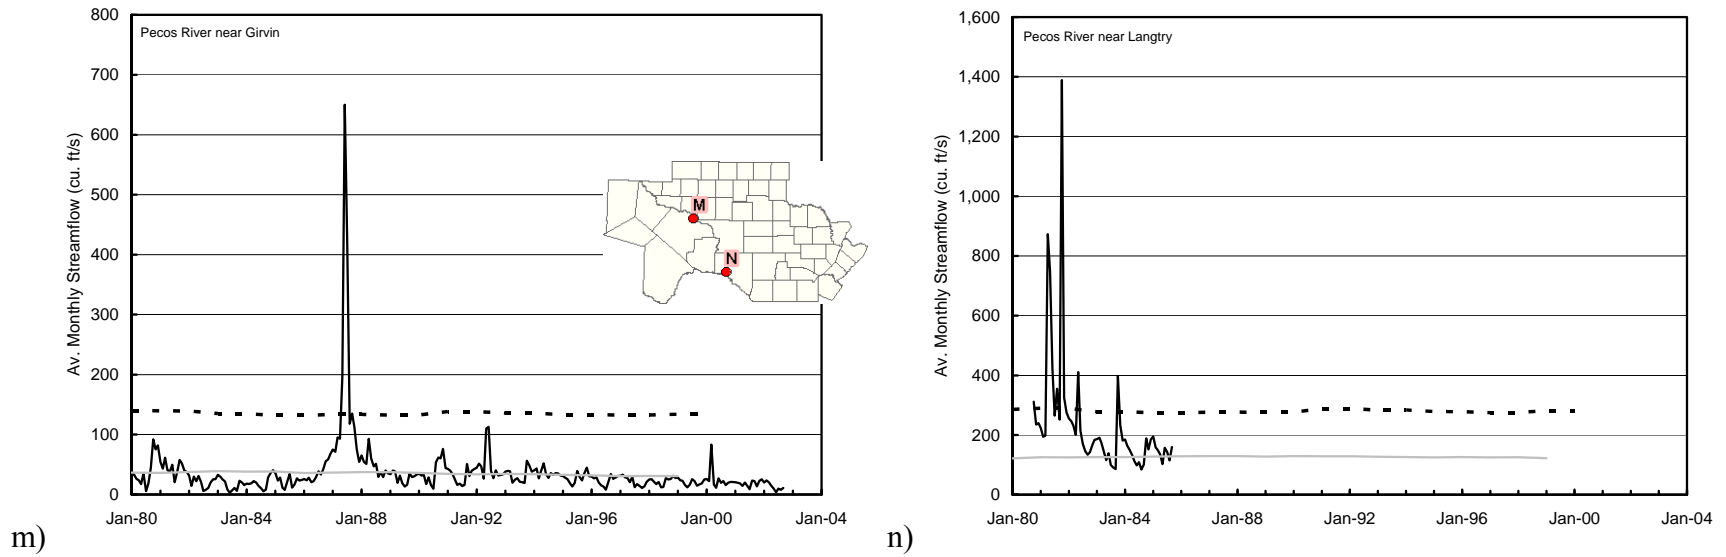 Pecos River near Girvin
Av. Monthly Streamflow (cu. ft/s)
800
700
600
500
400
300
200
100
0
Jan-80 Jan-84 Jan-88 Jan-92 Jan-96 Jan-00 Jan-04
M
N
m)
Pecos River near Langtry
Av. Monthly Streamflow (cu. ft/s)
1,600
1,400
1,200
1,000
800
600
400
200
0
Jan-80 Jan-84 Jan-88 Jan-92 Jan-96 Jan-00 Jan-04
n)